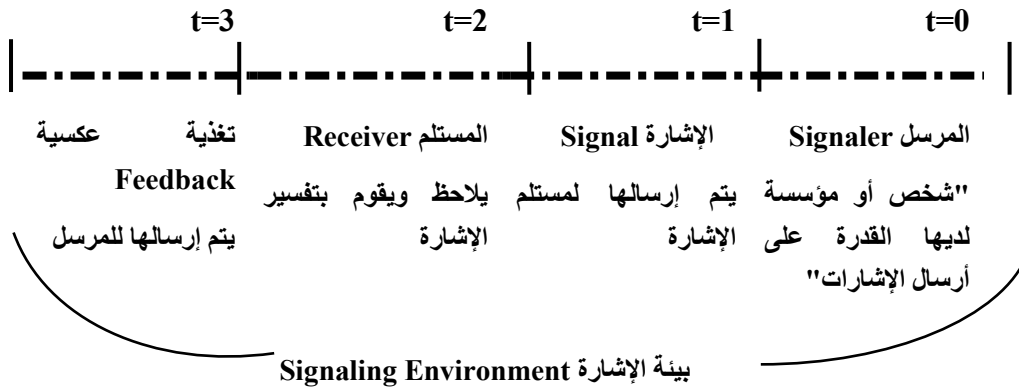 t=0 t=1 t=2 t=3
المرسل Signaler
"شخص أو مؤسسة
لديها القدرة على
أرسال الإشارات"
الإشارة Signal
يتم إرسالها لمستلم
الإشارة
المستلم Receiver
يلاحظ ويقوم بتفسير
الإشارة
تغذية عكسية
Feedback
يتم إرسالها للمرسل
بيئة الإشارة Signaling Environment